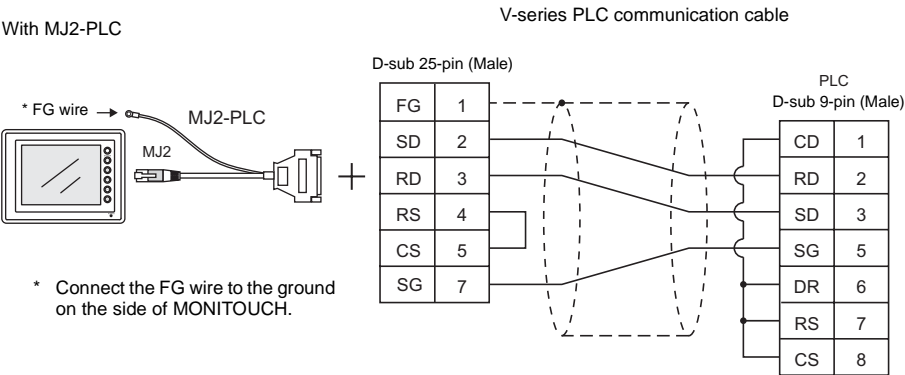 With MJ2-PLC
V-series PLC communication cable
* FG wire
MJ2-PLC
MJ2
+
* Connect the FG wire to the ground
on the side of MONITOUCH.
D-sub 25-pin (Male)
FG 1
SD 2
RD 3
RS 4
CS 5
SG 7
PLC
D-sub 9-pin (Male)
CD 1
RD 2
SD 3
SG 5
DR 6
RS 7
CS 8